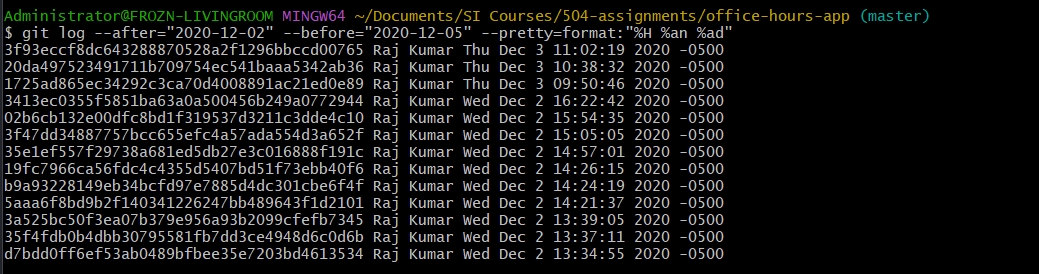 Administrator@FROZN-LIVINGROOM MINGW64 ~/Documents/SI Courses/504-assignments/office-hours-app (master)
$ git log --after="2020-12-02" --before="2020-12-05" --pretty=format:"%H %an %ad"
3f93eccf8dc643288870528a2f1296bbccd00765 Raj Kumar Thu Dec 3 11:02:19 2020 -0500
20da497523491711b709754ec541baaa5342ab36 Raj Kumar Thu Dec 3 10:38:32 2020 -0500
1725ad865ec34292c3ca70d4008891ac21ed0e89 Raj Kumar Thu Dec 3 09:50:46 2020 -0500
3413ec0355f5851ba63a0a500456b249a0772944 Raj Kumar Wed Dec 2 16:22:42 2020 -0500
02b6cb132e00dfc8bd1f319537d3211c3dde4c10 Raj Kumar Wed Dec 2 15:54:35 2020 -0500
3f47dd34887757bcc655efc4a57ada554d3a652f Raj Kumar Wed Dec 2 15:05:05 2020 -0500
35e1ef557f29738a681ed5db27e3c016888f191c Raj Kumar Wed Dec 2 14:57:01 2020 -0500
19fc7966ca56fdc4c4355d5407bd51f73ebb40f6 Raj Kumar Wed Dec 2 14:26:15 2020 -0500
b9a93228149eb34bcfd97e7885d4dc301cbe6f4f Raj Kumar Wed Dec 2 14:24:19 2020 -0500
5aaa6f8bd9b2f140341226247bb489643f1d2101 Raj Kumar Wed Dec 2 14:21:37 2020 -0500
3a525bc50f3ea07b379e956a93b2099cfefb7345 Raj Kumar Wed Dec 2 13:39:05 2020 -0500
35f4fdb0b4dbb30795581fb7dd3ce4948d6c0d6b Raj Kumar Wed Dec 2 13:37:11 2020 -0500
d7bdd0ff6ef53ab0489bfbee35e7203bd4613534 Raj Kumar Wed Dec 2 13:34:55 2020 -0500